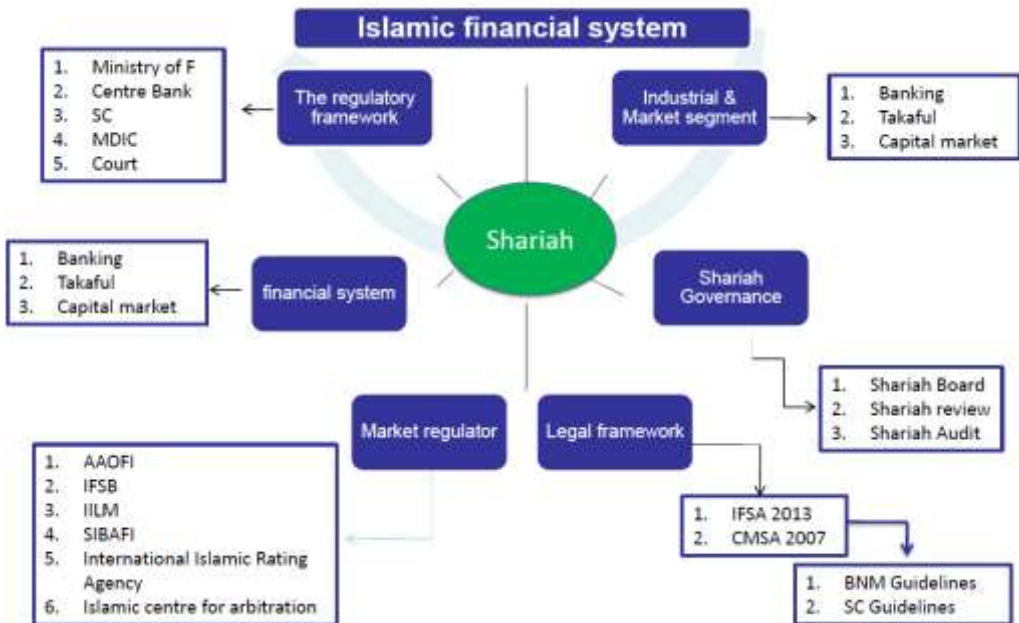 Islamic financial system
1. Ministry of F
2. Centre Bank
3. SC
4. MDIC
5. Court
The regulatory
framework
Industrial &
Market segment
1. Banking
2. Takaful
3. Capital market
Shariah
1. Banking
2. Takaful
3. Capital market
financial system
Shariah
Governance
1. Shariah Board
2. Shariah review
3. Shariah Audit
Market regulator
Legal framework
1. AAOFI
2. IFSB
3. IILM
4. SIBAFI
5. International Islamic Rating
Agency
6. Islamic centre for arbitration
1. IFSA 2013
2. CMSA 2007
1. BNM Guidelines
2. SC Guidelines